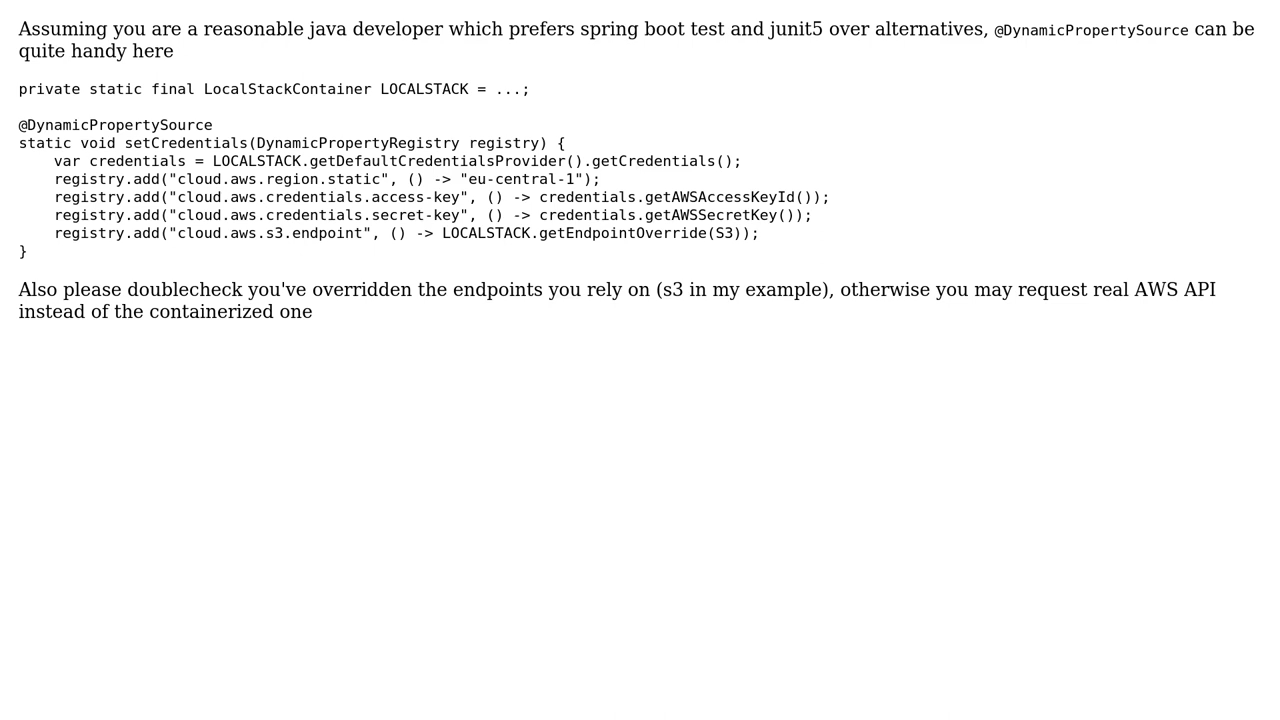 Assuming you are a reasonable java developer which prefers spring boot test and junit5 over alternatives, @DynamicPropertySource can be
quite handy here
private static final LocalStackContainer LOCALSTACK = ...;
@DynamicPropertySource
static void setCredentials(DynamicPropertyRegistry registry) {
    var credentials = LOCALSTACK.getDefaultCredentialsProvider().getCredentials();
    registry.add("cloud.aws.region.static", () -> "eu-central-1");
    registry.add("cloud.aws.credentials.access-key", () -> credentials.getAWSAccessKeyId());
    registry.add("cloud.aws.credentials.secret-key", () -> credentials.getAWSSecretKey());
    registry.add("cloud.aws.s3.endpoint", () -> LOCALSTACK.getEndpointOverride(S3));
}
Also please doublecheck you've overridden the endpoints you rely on (s3 in my example), otherwise you may request real AWS API
instead of the containerized one